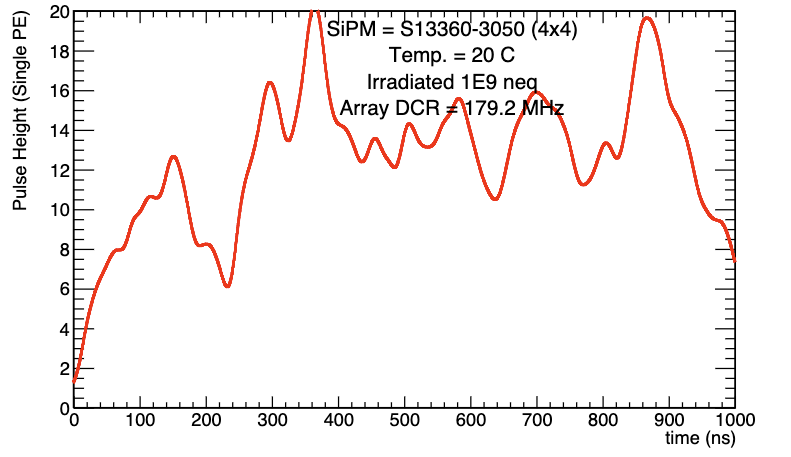 Pulse Height (Single PE)
20
18
16
14
12
10
8
6
4
2
0
SiPM = S13360-3050 (4x4)
Temp. = 20 C
Irradiated 1E9 neq
Array DCR = 179.2 MHz
0 100 200 300 400 500 600 700 800 900 1000
time (ns)